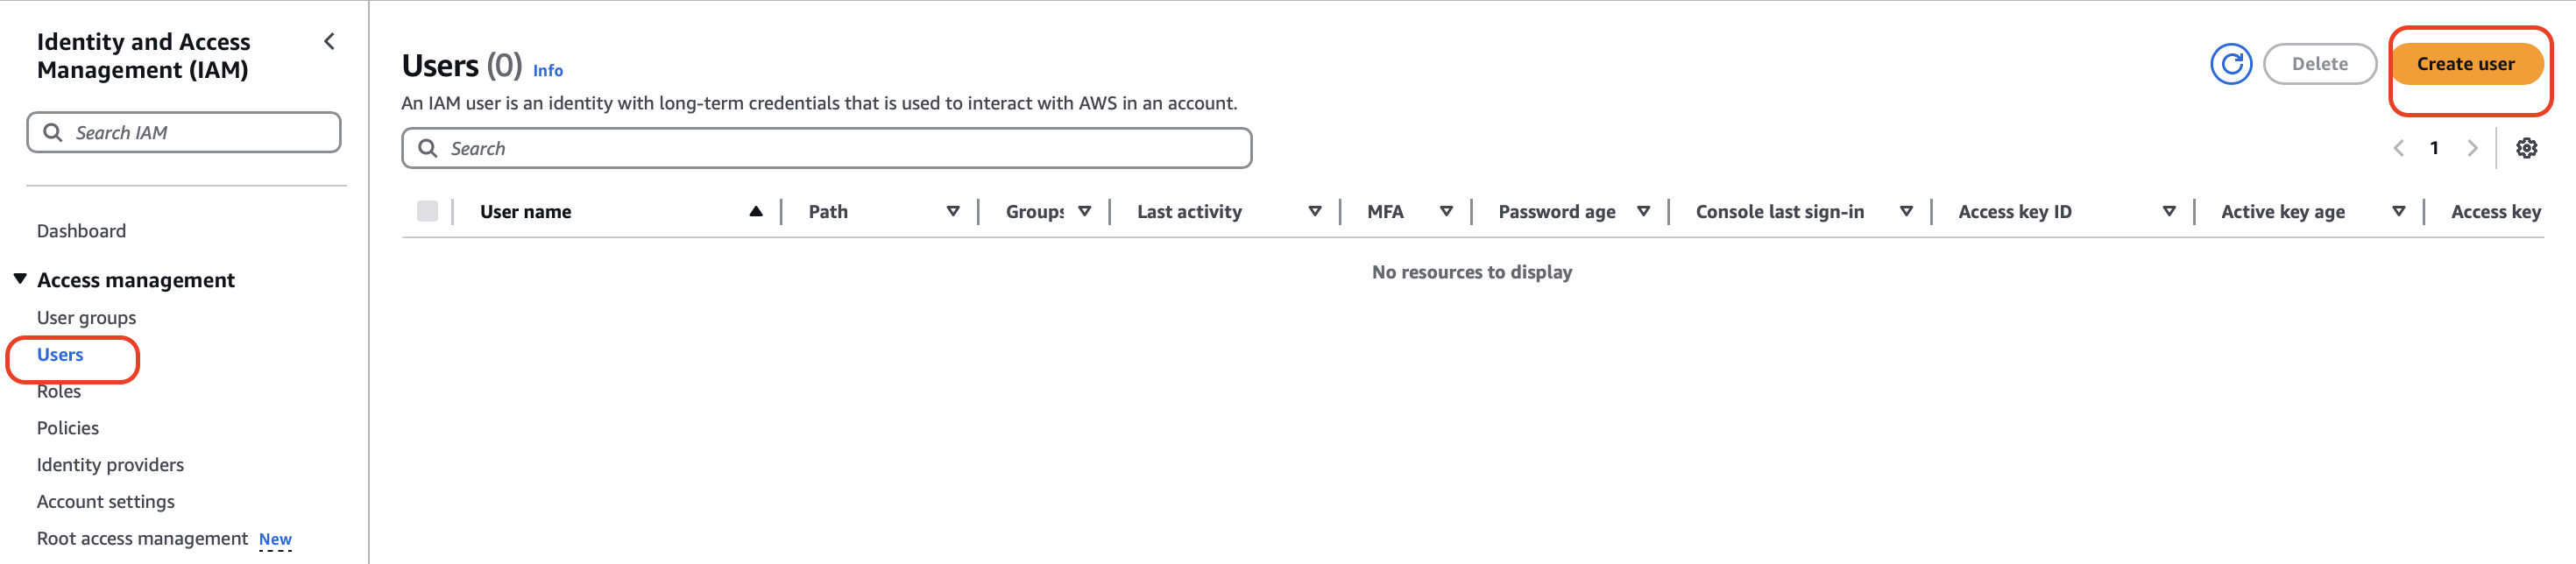 Identity and Access
Management (IAM)
Search IAM
Dashboard
Access management
User groups
Users
Roles
Policies
Identity providers
Account settings
Root access management New
Users (0) Info
Delete
Create user
An IAM user is an identity with long-term credentials that is used to interact with AWS in an account.
Search
1
User name Path Groups Last activity MFA Password age Console last sign-in Access key ID Active key age Access key
No resources to display